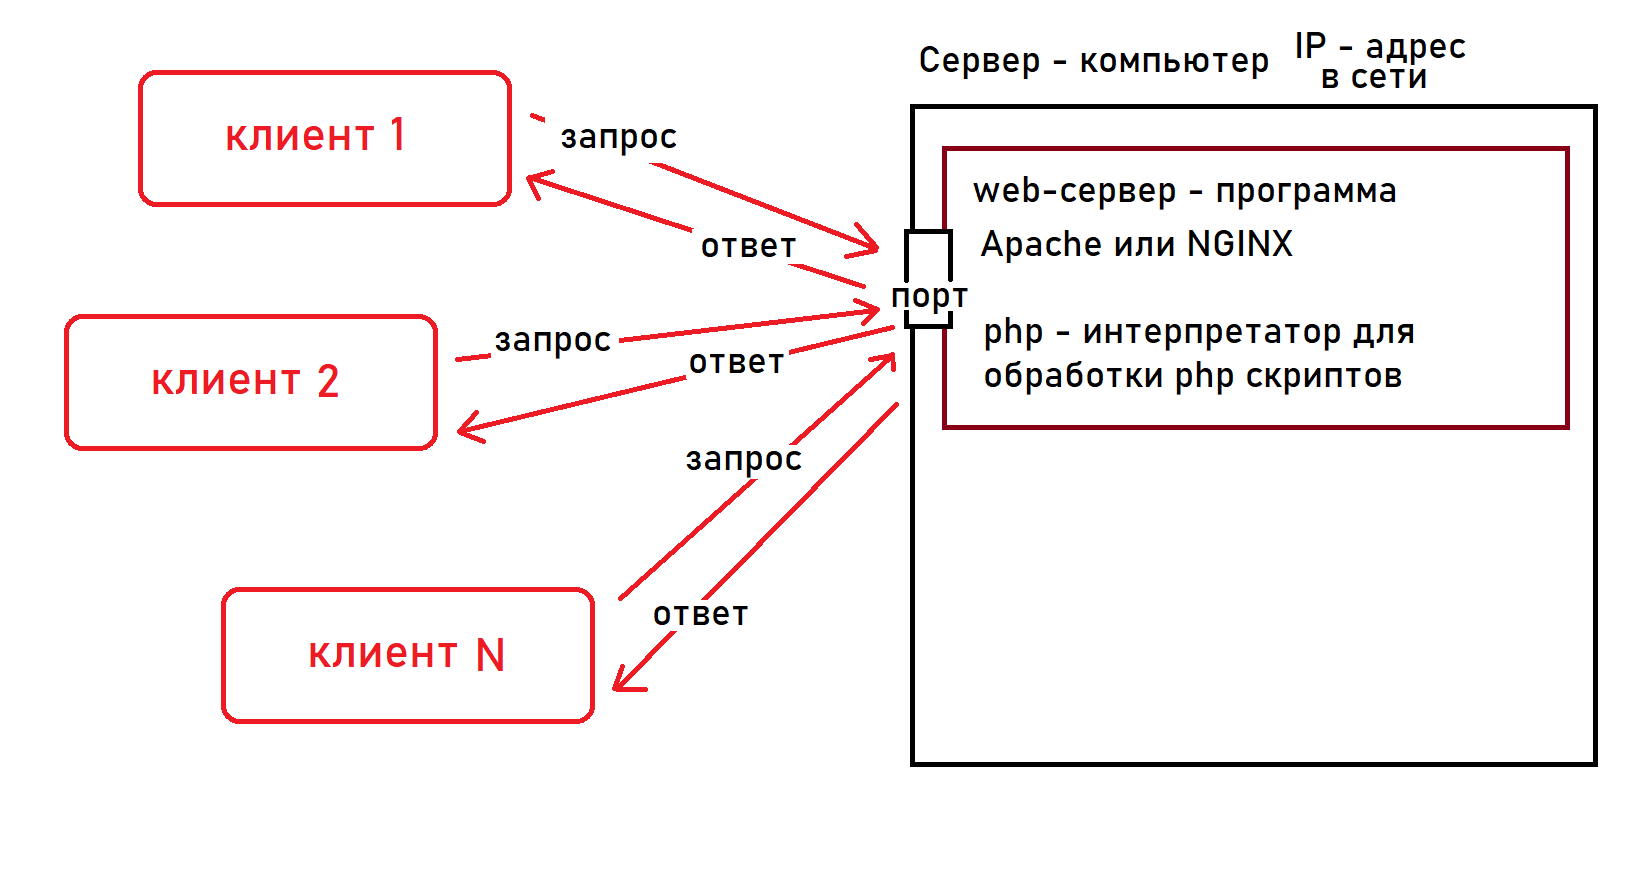 Сервер - компьютер
IP - адрес
в сети
клиент 1
запрос
ответ
web-сервер - программа
Apache или NGINX
порт
php - интерпретатор для
обработки php скриптов
клиент 2
запрос
ответ
запрос
ответ
клиент N